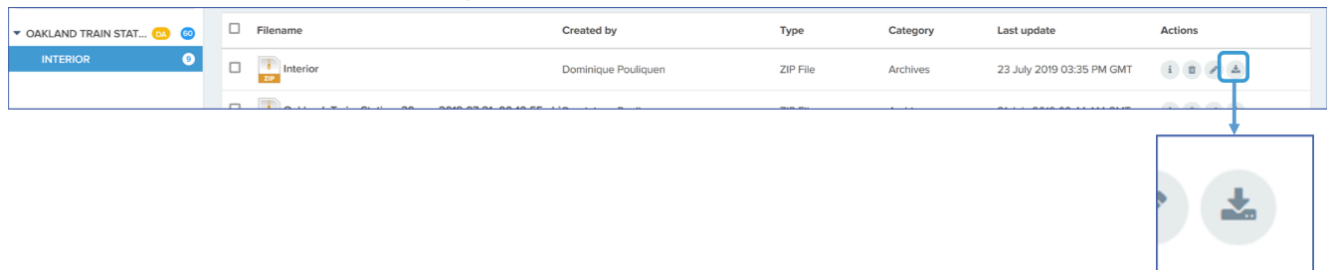 OAKLAND TRAIN STAT... DA 60
INTERIOR 9
Filename Created by Type Category Last update Actions
ZIP Interior Dominique Pouliquen ZIP File Archives 23 July 2019 03:35 PM GMT